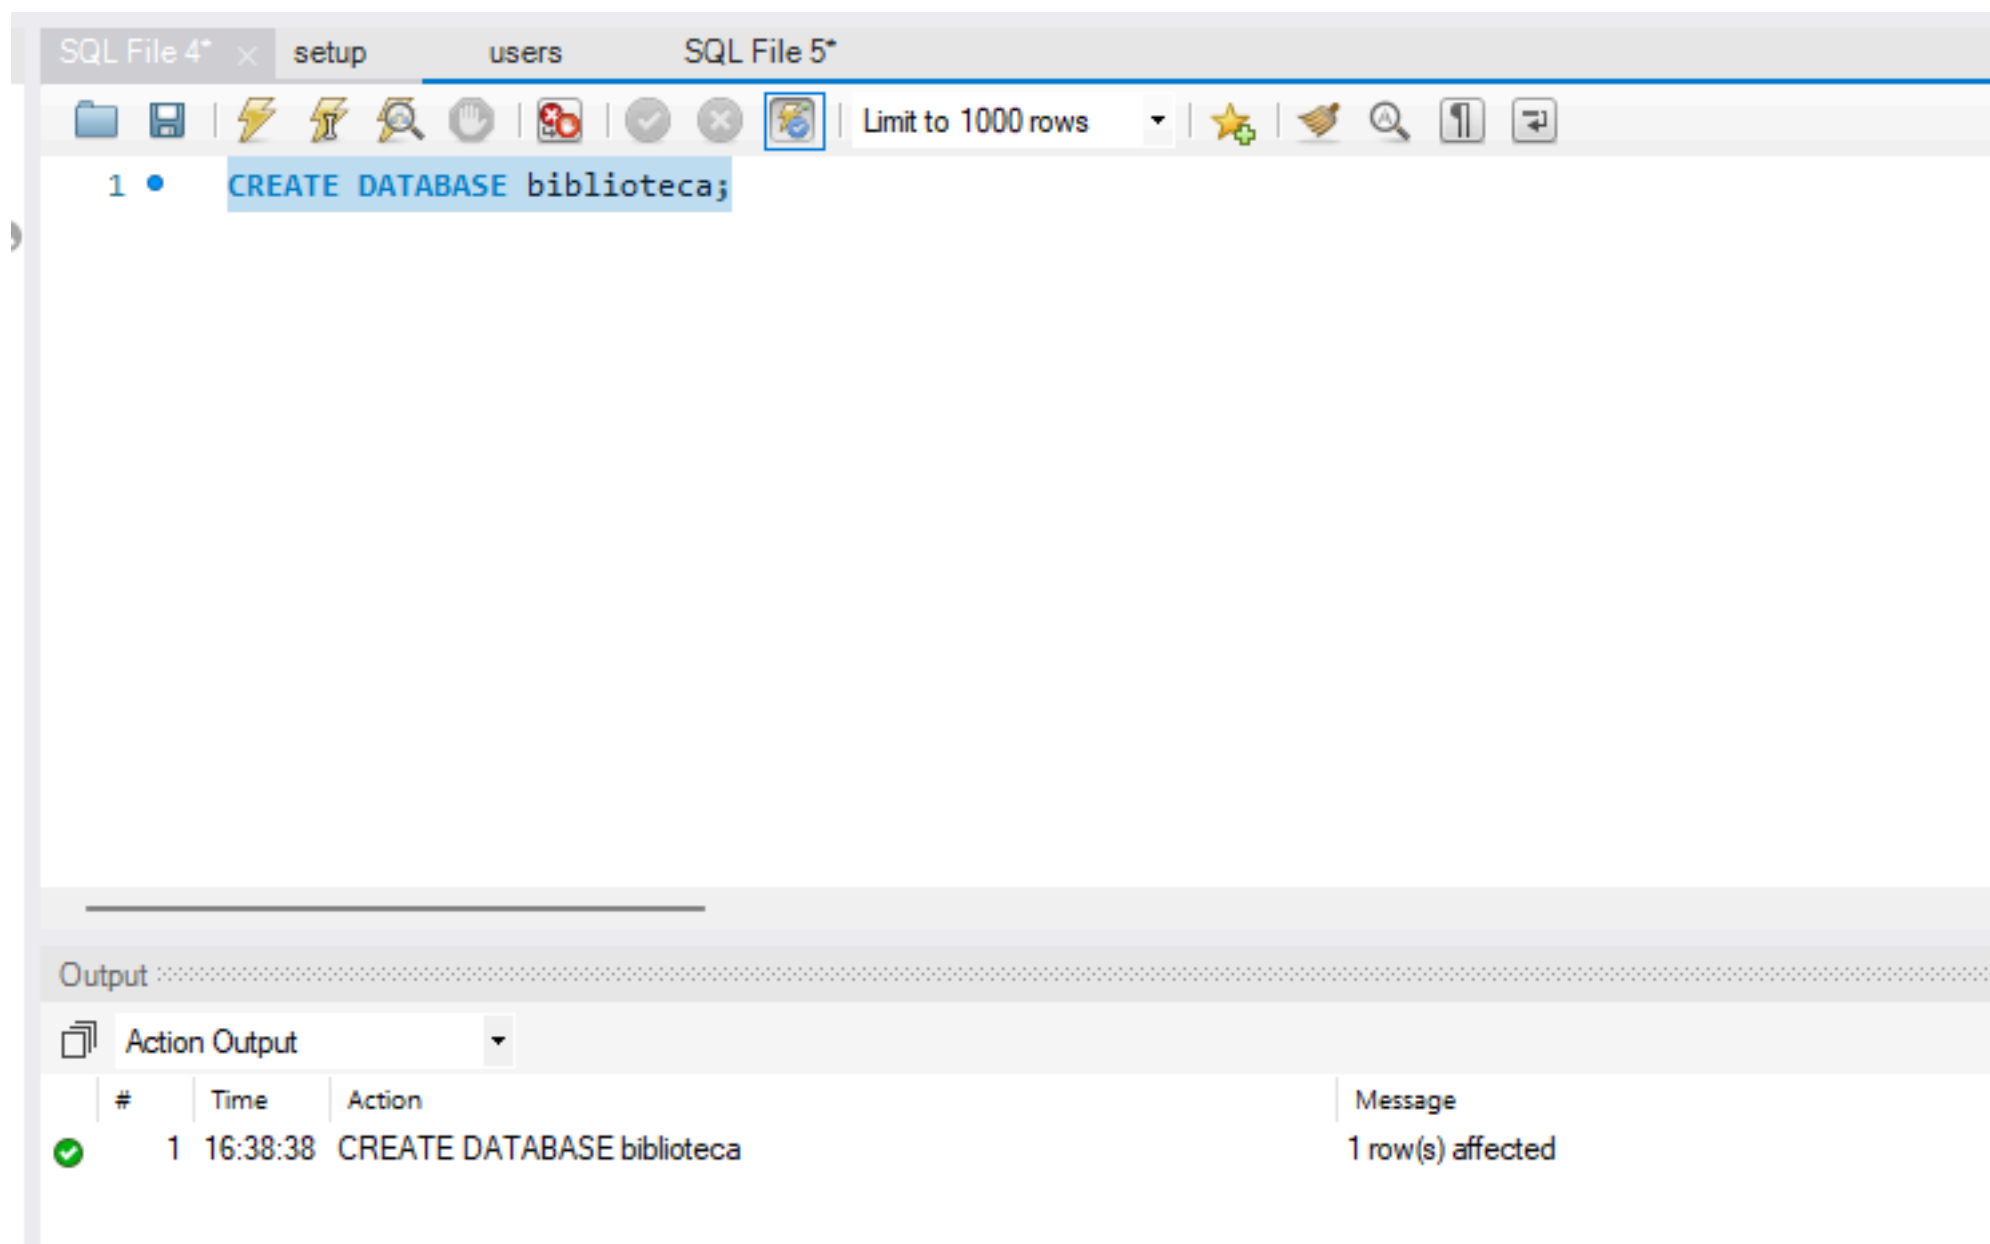 SQL File 4* setup users SQL File 5*
Limit to 1000 rows
1 CREATE DATABASE biblioteca;
Output
Action Output
# Time Action Message
1 16:38:38 CREATE DATABASE biblioteca 1 row(s) affected